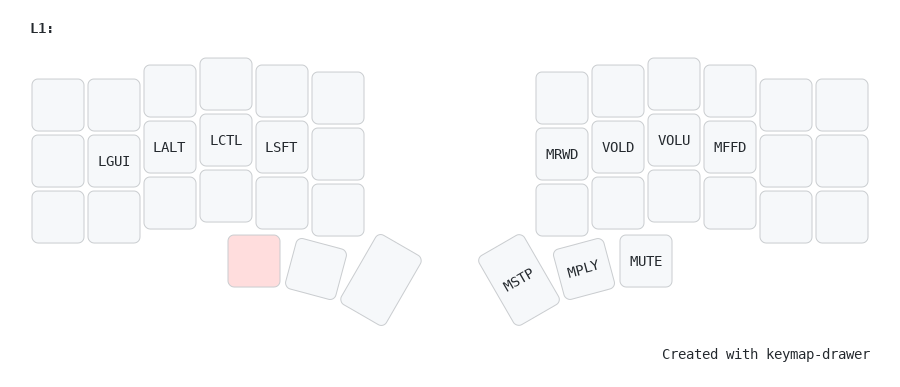 L1:
LGUI LALT LCTL LSFT MRWD VOLD VOLU MFFD
MSTP MPLY MUTE
Created with keymap-drawer